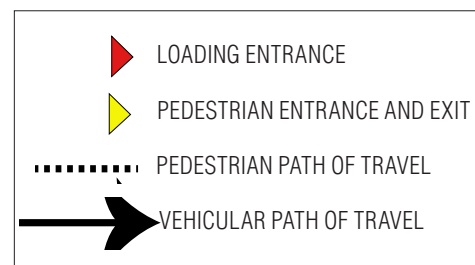 LOADING ENTRANCE
PEDESTRIAN ENTRANCE AND EXIT
PEDESTRIAN PATH OF TRAVEL
VEHICULAR PATH OF TRAVEL